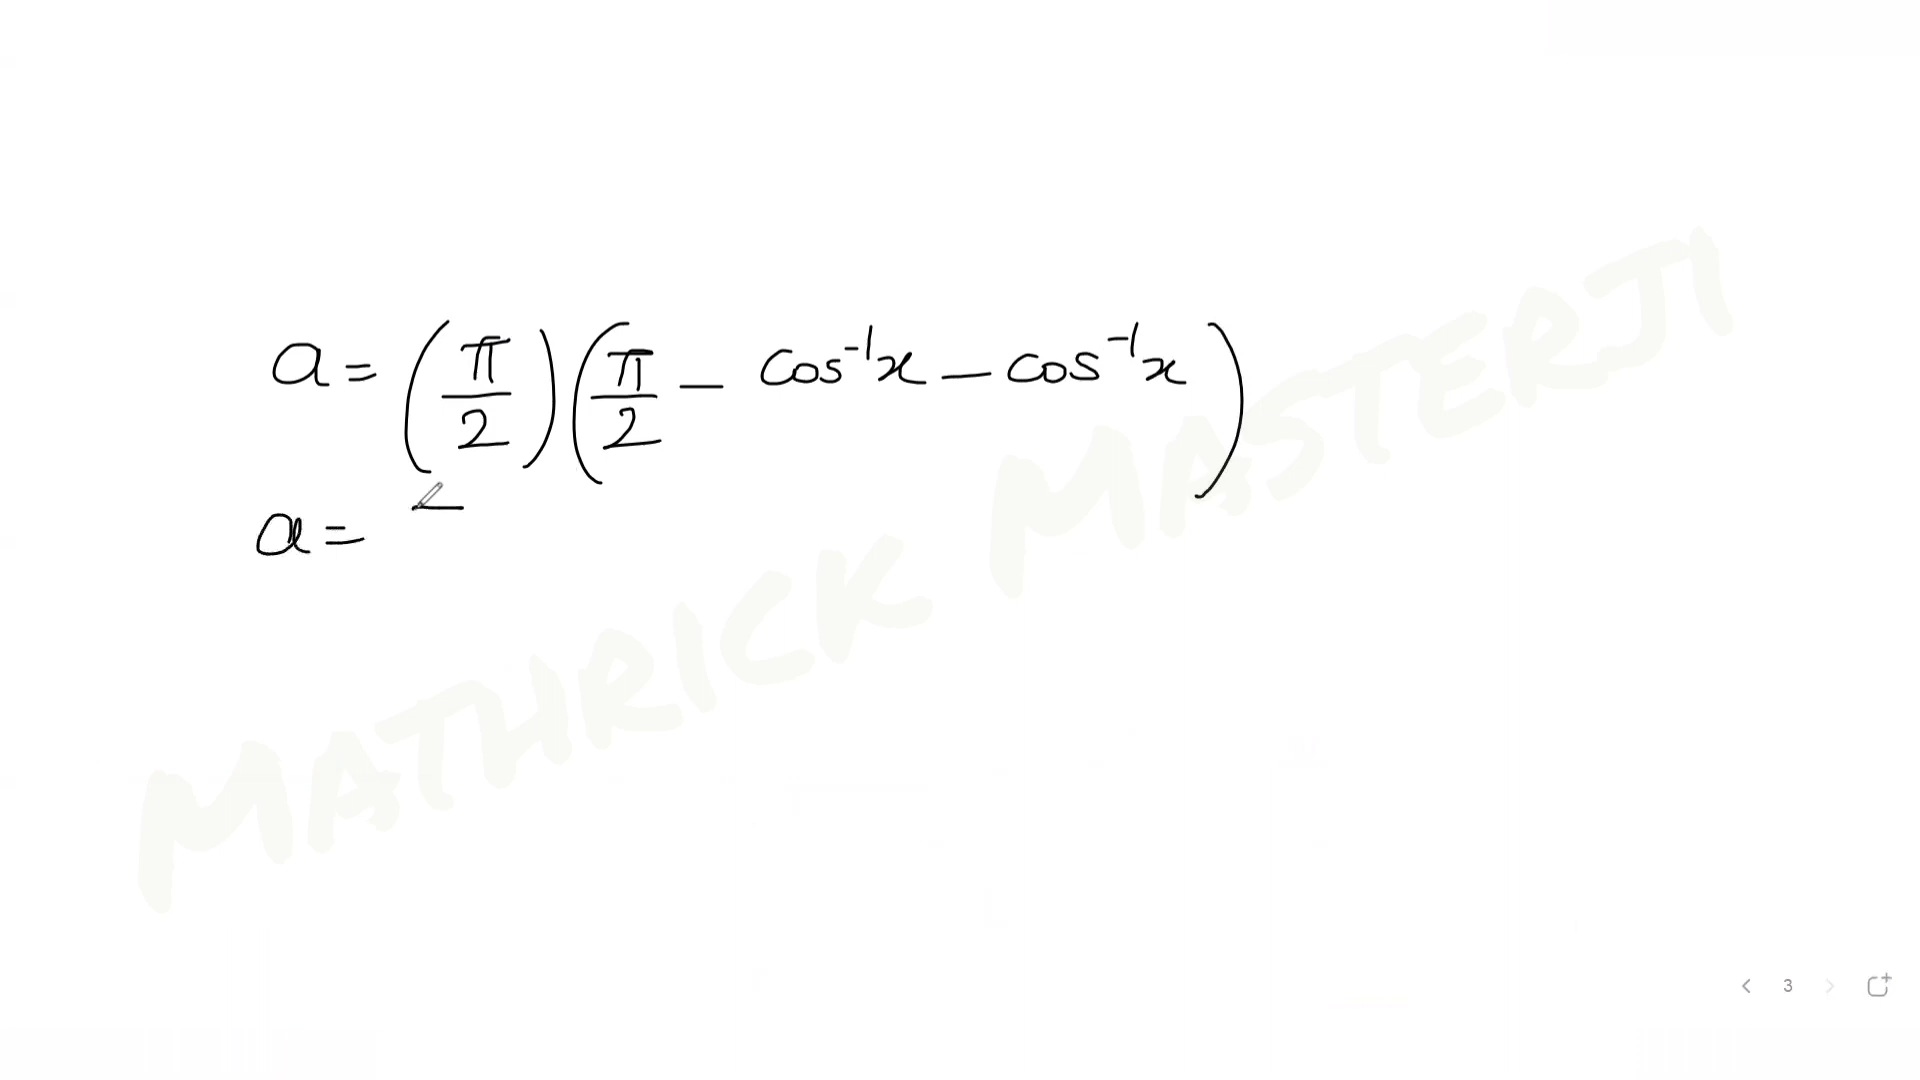 a = (π/2)(π/2 - cos⁻¹x - cos⁻¹x)
a =
MATHRICK MASTERJI
3